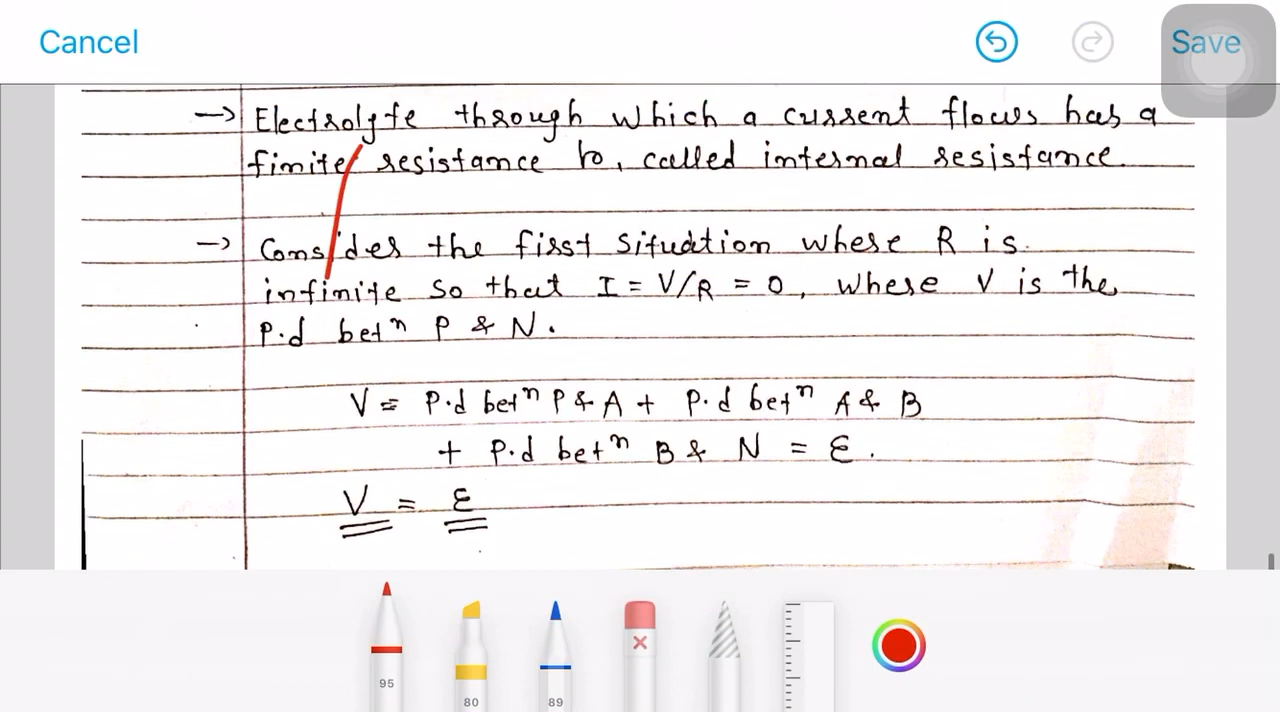 Cancel
Save
→ Electrolyte through which a current flows has a
finite resistance r, called internal resistance.
→ Consider the first situation where R is
infinite so that I = V/R = 0, where V is the
P.d betⁿ P & N.
V = P.d betⁿ P & A + P.d betⁿ A & B
+ P.d betⁿ B & N = ε.
V = ε
95
80
89